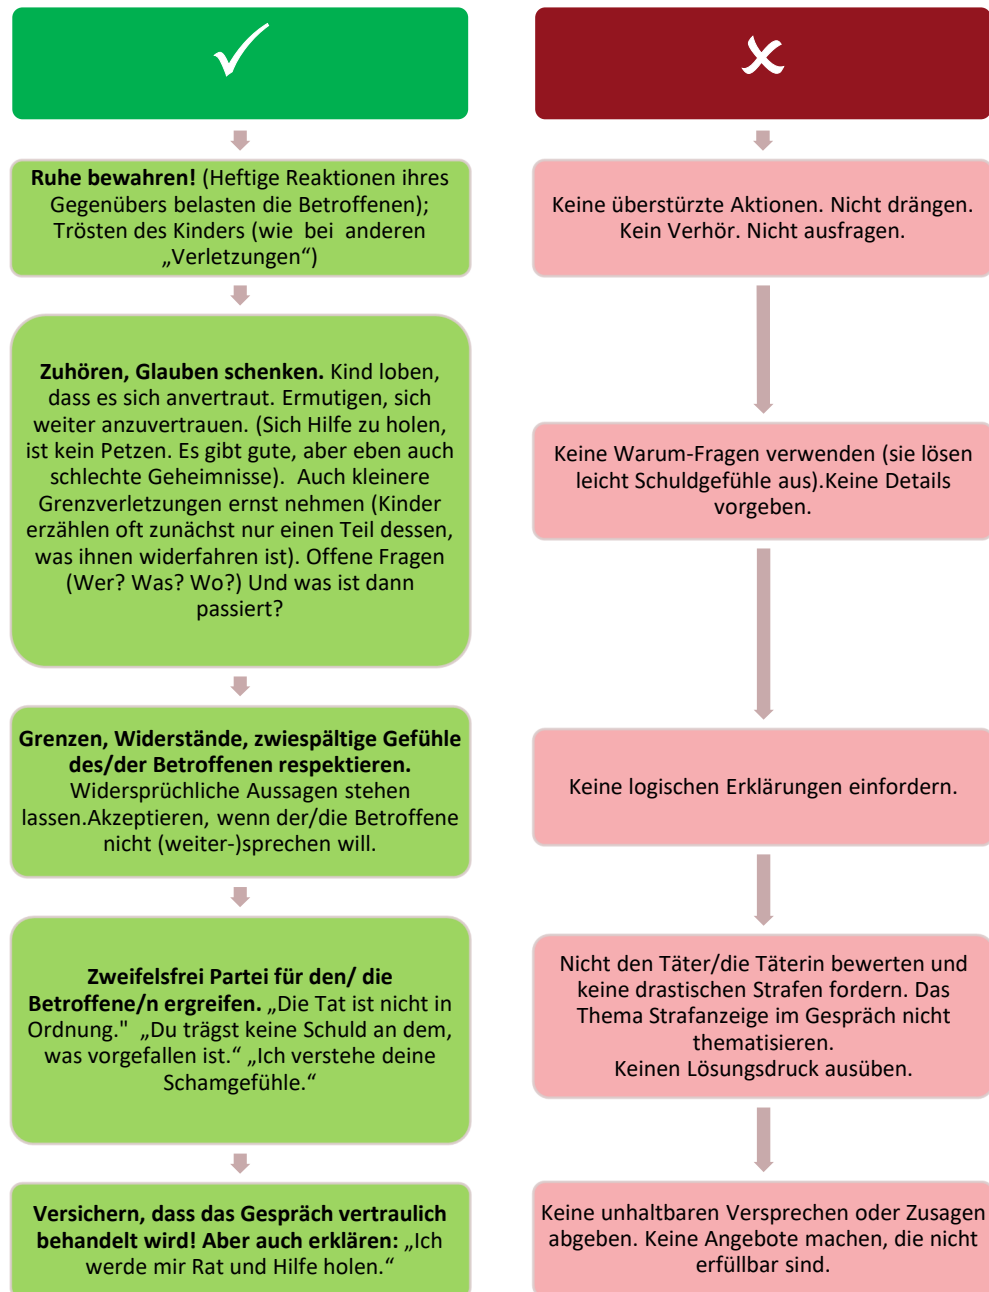 ✓
Ruhe bewahren! (Heftige Reaktionen ihres
Gegenübers belasten die Betroffenen);
Trösten des Kinders (wie bei anderen
„Verletzungen“)
Zuhören, Glauben schenken. Kind loben,
dass es sich anvertraut. Ermutigen, sich
weiter anzuvertrauen. (Sich Hilfe zu holen,
ist kein Petzen. Es gibt gute, aber eben auch
schlechte Geheimnisse). Auch kleinere
Grenzverletzungen ernst nehmen (Kinder
erzählen oft zunächst nur einen Teil dessen,
was ihnen widerfahren ist). Offene Fragen
(Wer? Was? Wo?) Und was ist dann
passiert?
Grenzen, Widerstände, zwiespältige Gefühle
des/der Betroffenen respektieren.
Widersprüchliche Aussagen stehen
lassen.Akzeptieren, wenn der/die Betroffene
nicht (weiter-)sprechen will.
Zweifelsfrei Partei für den/ die
Betroffene/n ergreifen. „Die Tat ist nicht in
Ordnung." „Du trägst keine Schuld an dem,
was vorgefallen ist.“ „Ich verstehe deine
Schamgefühle.“
Versichern, dass das Gespräch vertraulich
behandelt wird! Aber auch erklären: „Ich
werde mir Rat und Hilfe holen.“
✗
Keine überstürzte Aktionen. Nicht drängen.
Kein Verhör. Nicht ausfragen.
Keine Warum-Fragen verwenden (sie lösen
leicht Schuldgefühle aus).Keine Details
vorgeben.
Keine logischen Erklärungen einfordern.
Nicht den Täter/die Täterin bewerten und
keine drastischen Strafen fordern. Das
Thema Strafanzeige im Gespräch nicht
thematisieren.
Keinen Lösungsdruck ausüben.
Keine unhaltbaren Versprechen oder Zusagen
abgeben. Keine Angebote machen, die nicht
erfüllbar sind.